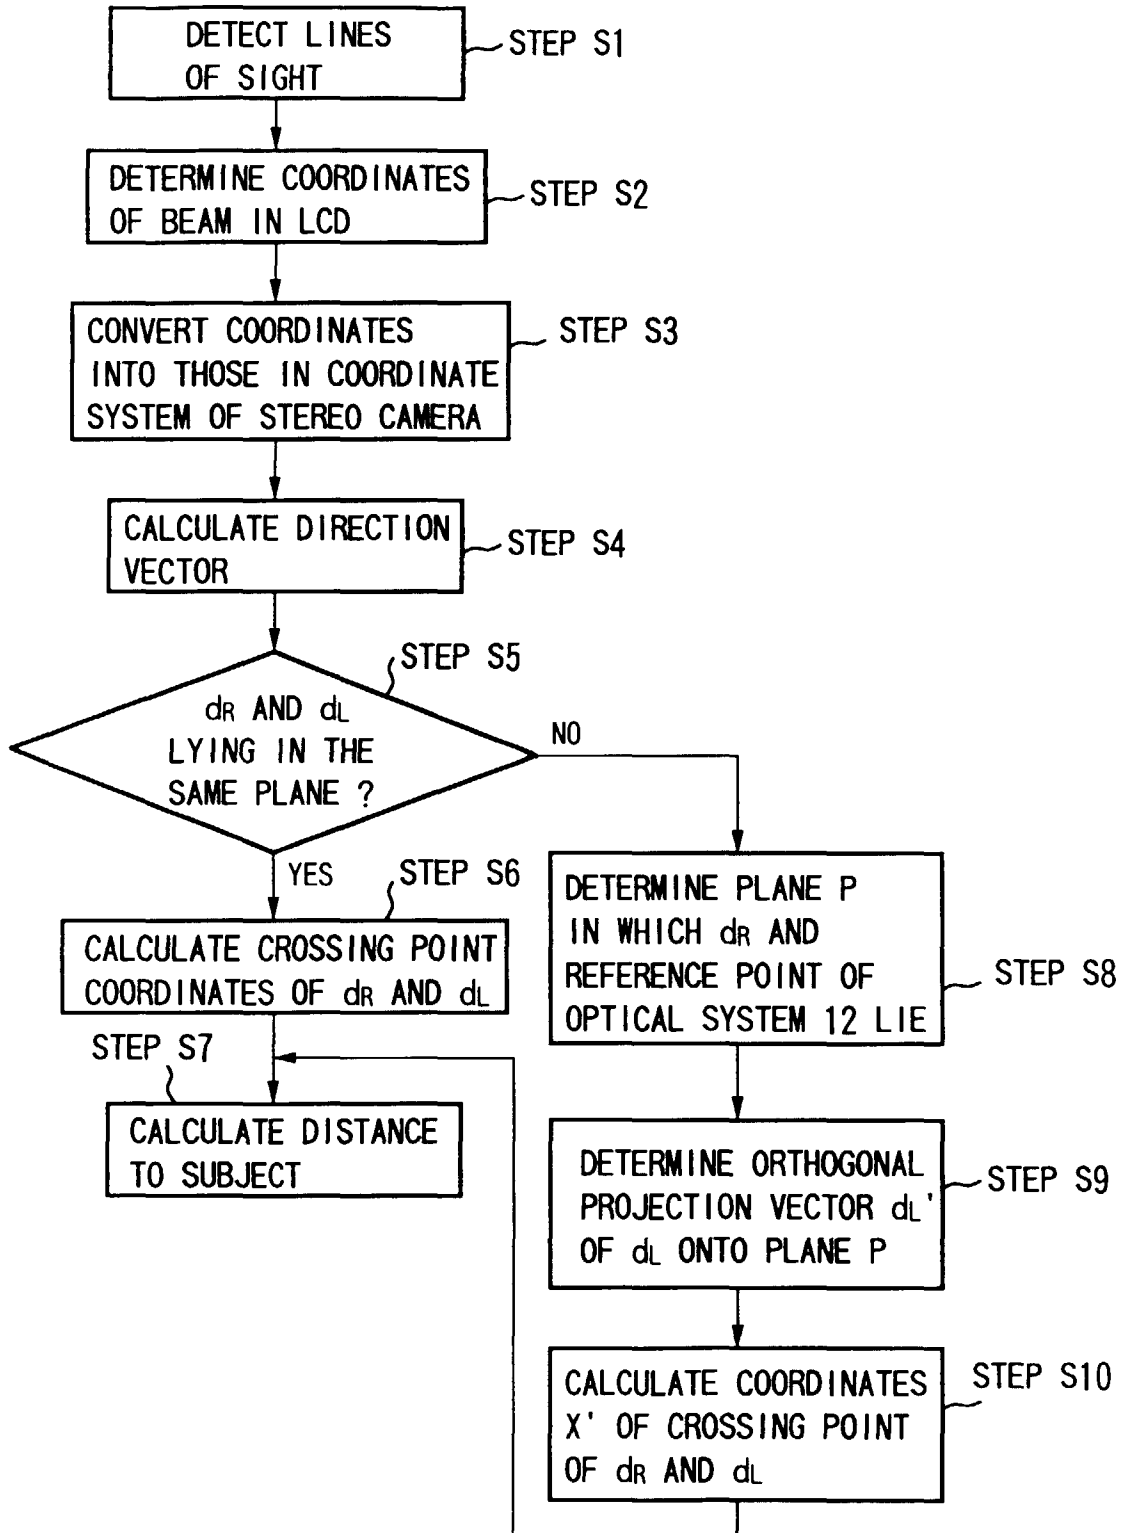 DETECT LINES
OF SIGHT
STEP S1
DETERMINE COORDINATES
OF BEAM IN LCD
STEP S2
CONVERT COORDINATES
INTO THOSE IN COORDINATE
SYSTEM OF STEREO CAMERA
STEP S3
CALCULATE DIRECTION
VECTOR
STEP S4
STEP S5
dR AND dL
LYING IN THE
SAME PLANE ?
NO
YES
STEP S6
CALCULATE CROSSING POINT
COORDINATES OF dR AND dL
STEP S7
CALCULATE DISTANCE
TO SUBJECT
DETERMINE PLANE P
IN WHICH dR AND
REFERENCE POINT OF
OPTICAL SYSTEM 12 LIE
STEP S8
DETERMINE ORTHOGONAL
PROJECTION VECTOR dL'
OF dL ONTO PLANE P
STEP S9
CALCULATE COORDINATES
X' OF CROSSING POINT
OF dR AND dL
STEP S10